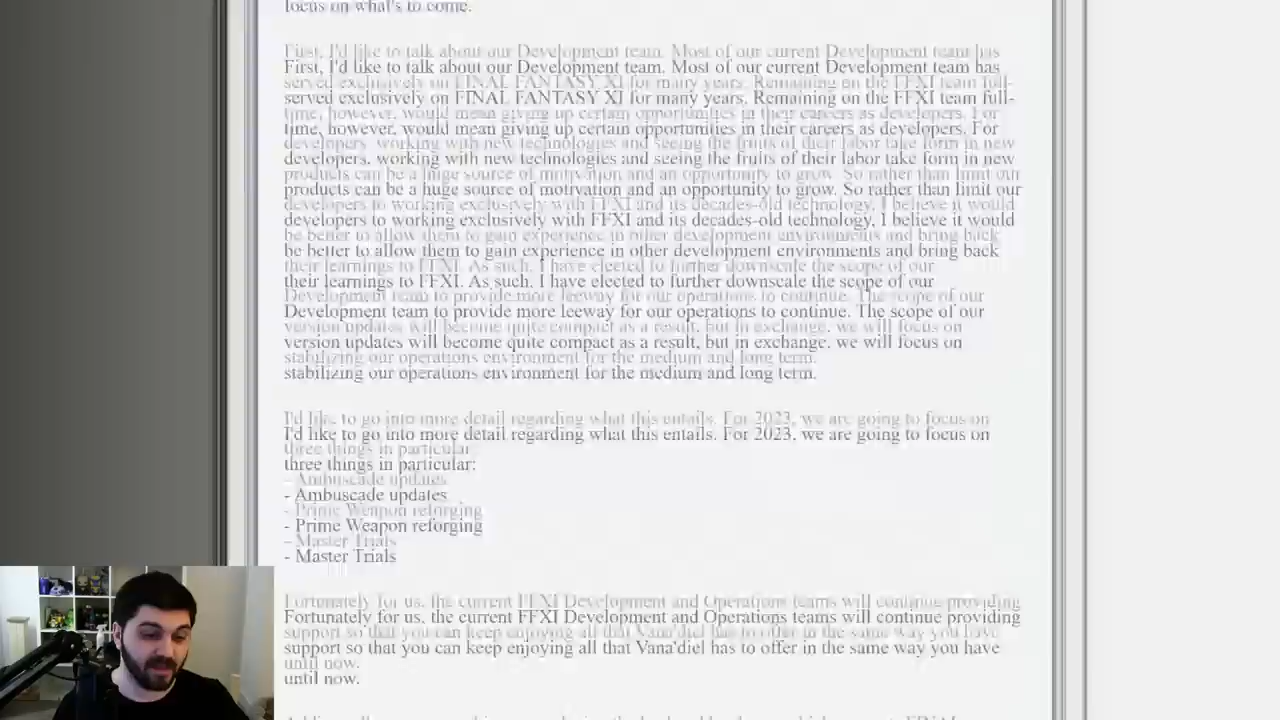 focus on what's to come.
First, I'd like to talk about our Development team. Most of our current Development team has
served exclusively on FINAL FANTASY XI for many years. Remaining on the FFXI team full-
time, however, would mean giving up certain opportunities in their careers as developers. For
developers, working with new technologies and seeing the fruits of their labor take form in new
products can be a huge source of motivation and an opportunity to grow. So rather than limit our
developers to working exclusively with FFXI and its decades-old technology, I believe it would
be better to allow them to gain experience in other development environments and bring back
their learnings to FFXI. As such, I have elected to further downscale the scope of our
Development team to provide more leeway for our operations to continue. The scope of our
version updates will become quite compact as a result, but in exchange, we will focus on
stabilizing our operations environment for the medium and long term.
I'd like to go into more detail regarding what this entails. For 2023, we are going to focus on
three things in particular:
- Ambuscade updates
- Prime Weapon reforging
- Master Trials
Fortunately for us, the current FFXI Development and Operations teams will continue providing
support so that you can keep enjoying all that Vana'diel has to offer in the same way you have
until now.